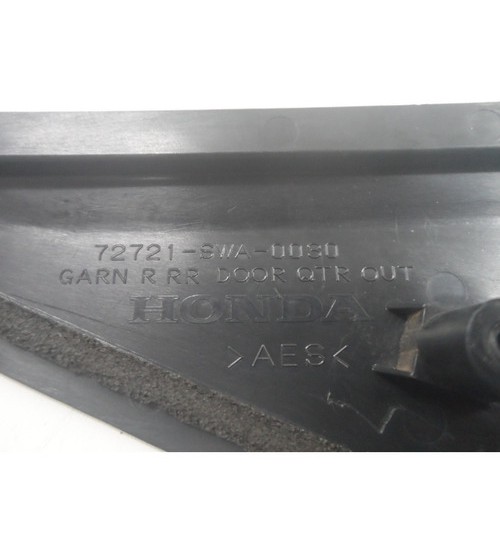 72721-SWA-0030
GARN R RR DOOR QTR OUT
HONDA
>AES<